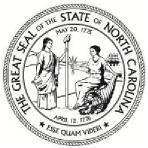 THE GREAT SEAL OF THE STATE OF NORTH CAROLINA
MAY 20, 1775
APRIL 12, 1776
★ ESSE QUAM VIDERI ★